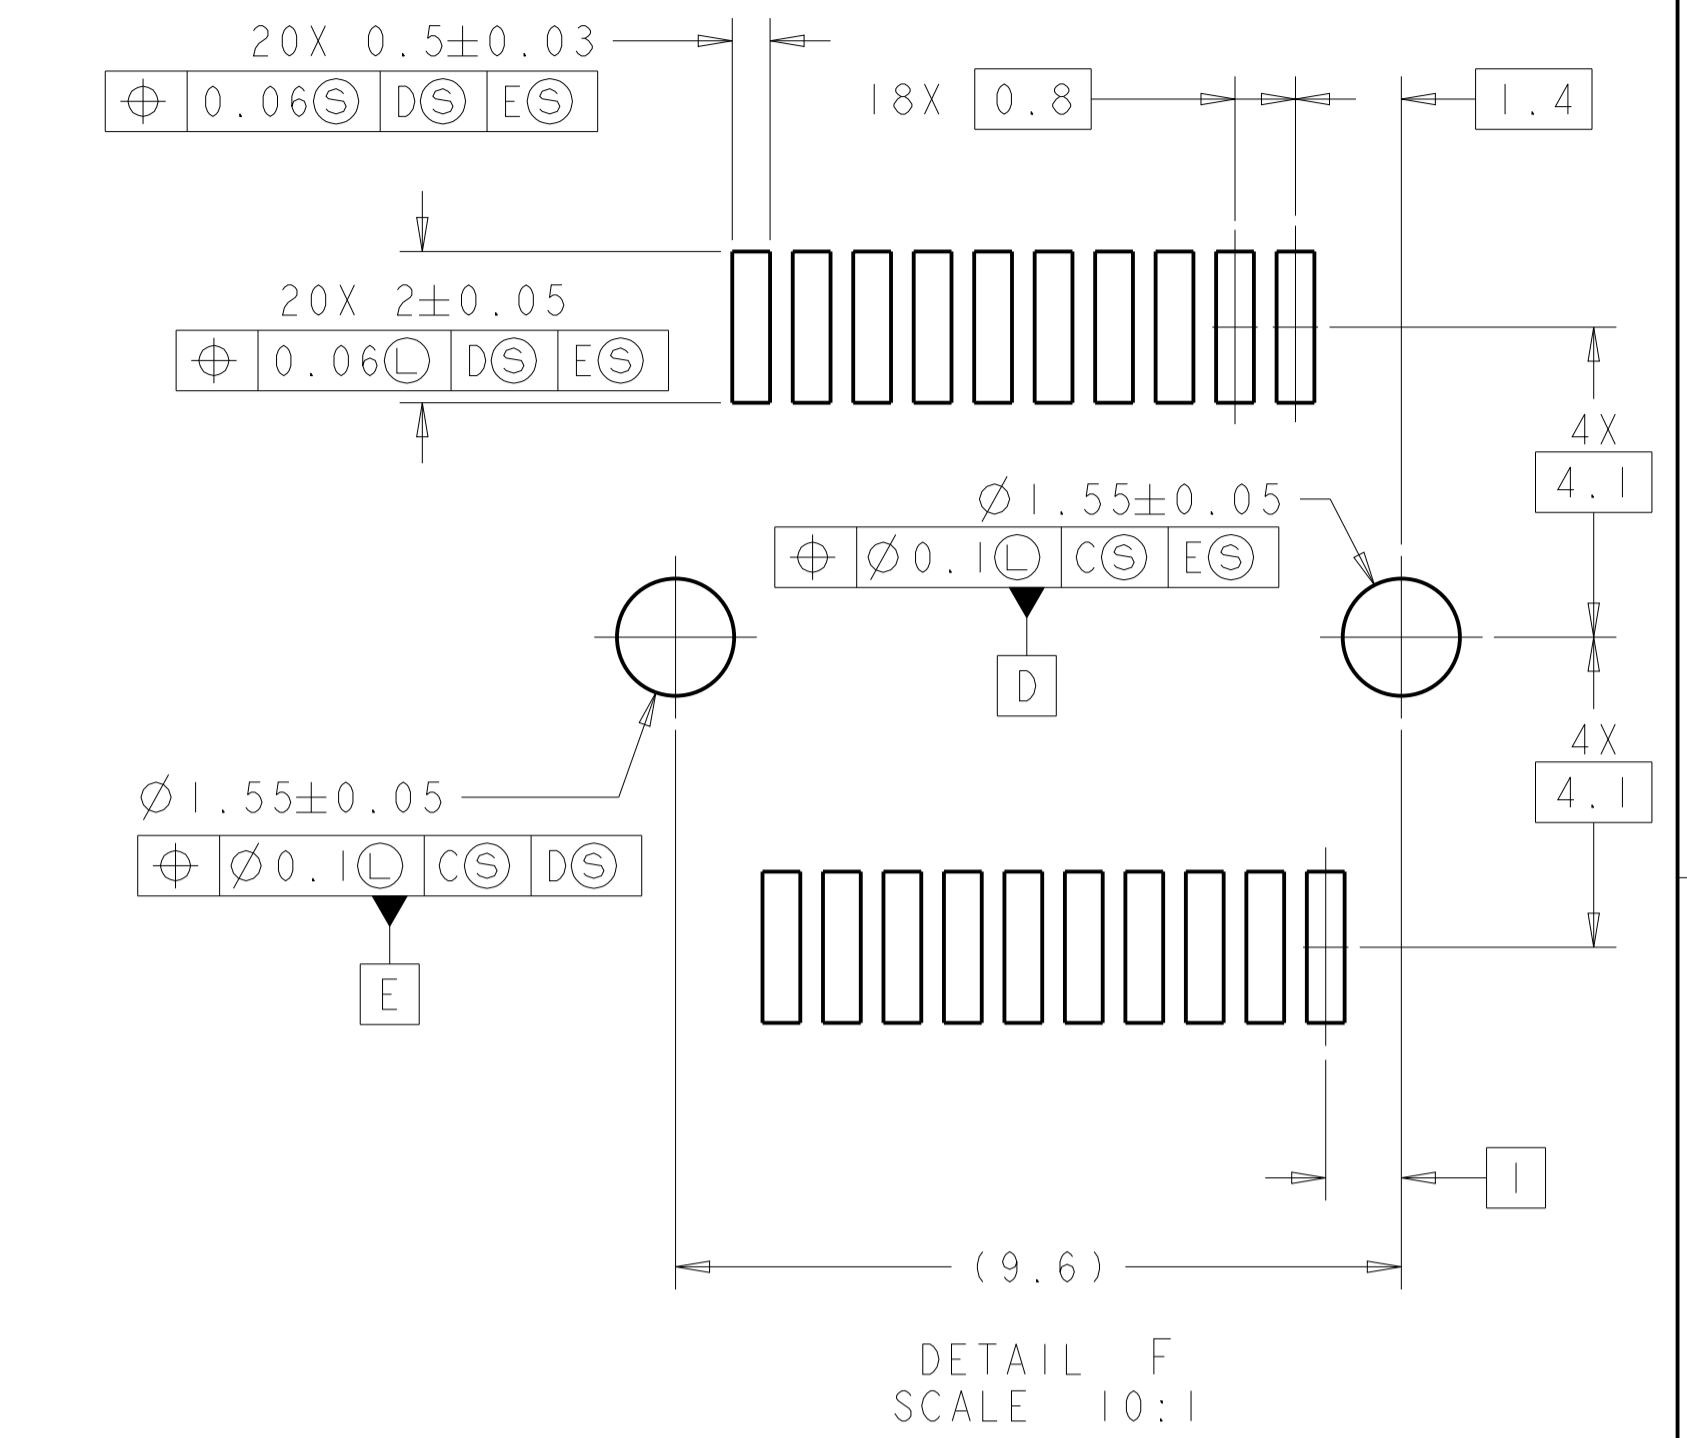 20X 0.5±0.03
⌖ 0.06Ⓢ DⓈ EⓈ
18X 0.8
1.4
20X 2±0.05
⌖ 0.06Ⓛ DⓈ EⓈ
4X
4.1
⌀1.55±0.05
⌖ ⌀0.1Ⓛ CⓈ EⓈ
D
4X
4.1
⌀1.55±0.05
⌖ ⌀0.1Ⓛ CⓈ DⓈ
E
1
(9.6)
DETAIL F
SCALE 10:1